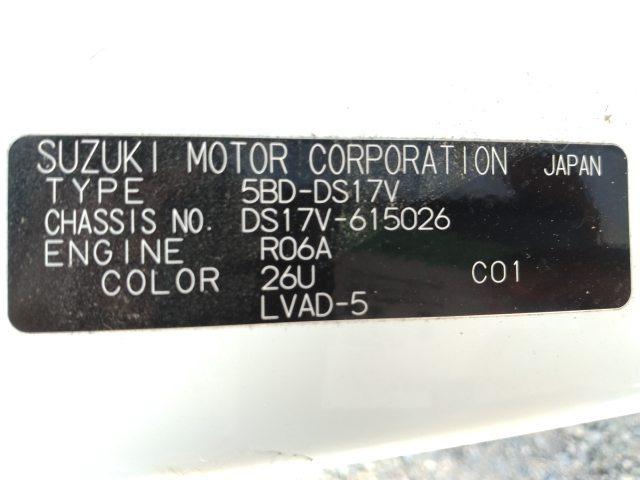 SUZUKI MOTOR CORPORATION JAPAN
TYPE 5BD-DS17V
CHASSIS NO. DS17V-615026
ENGINE R06A
COLOR 26U C01
LVAD-5